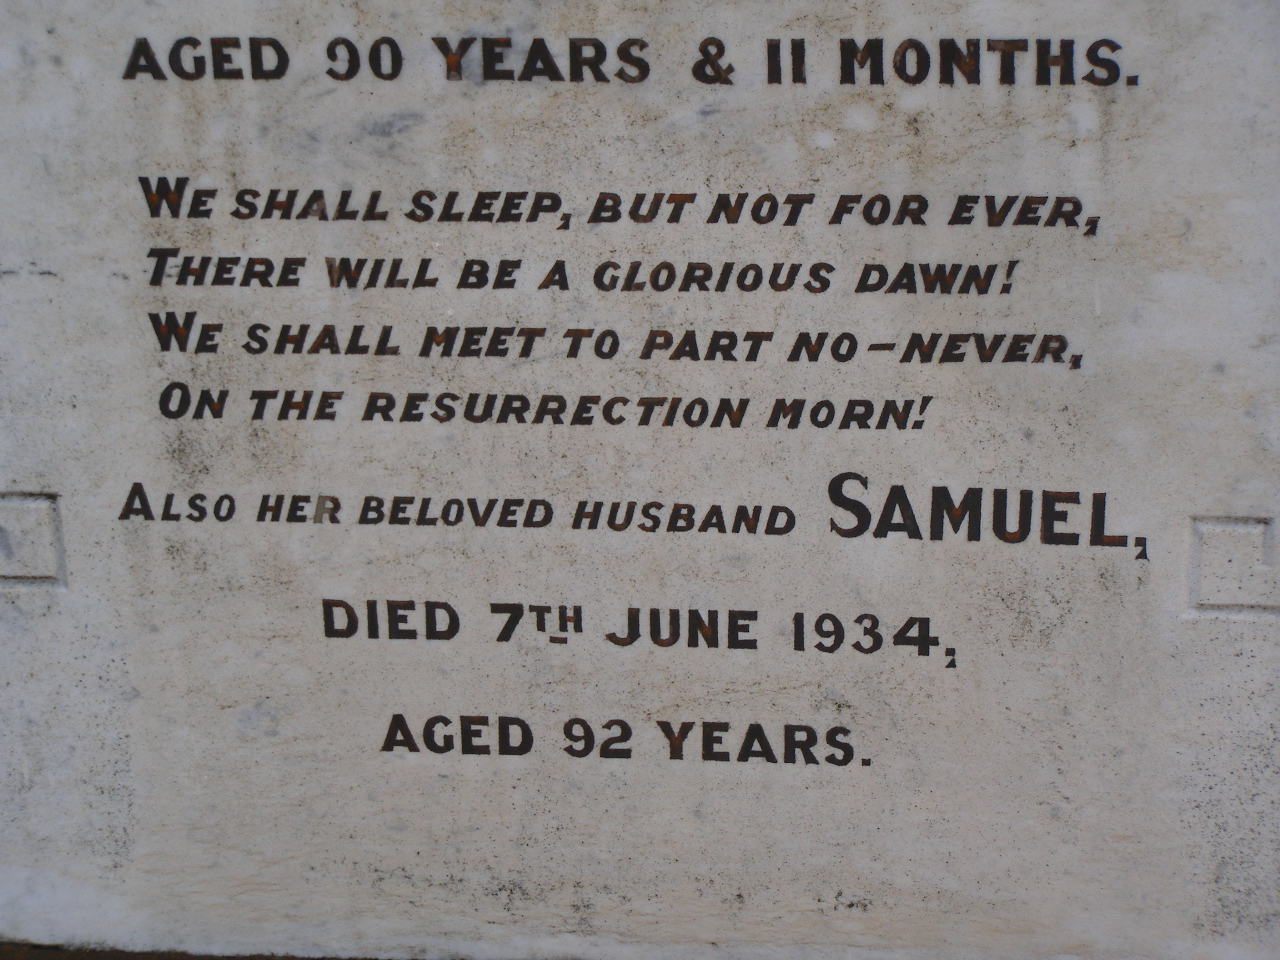 AGED 90 YEARS & 11 MONTHS.
WE SHALL SLEEP, BUT NOT FOR EVER,
THERE WILL BE A GLORIOUS DAWN!
WE SHALL MEET TO PART NO-NEVER,
ON THE RESURRECTION MORN!
ALSO HER BELOVED HUSBAND SAMUEL,
DIED 7TH JUNE 1934,
AGED 92 YEARS.